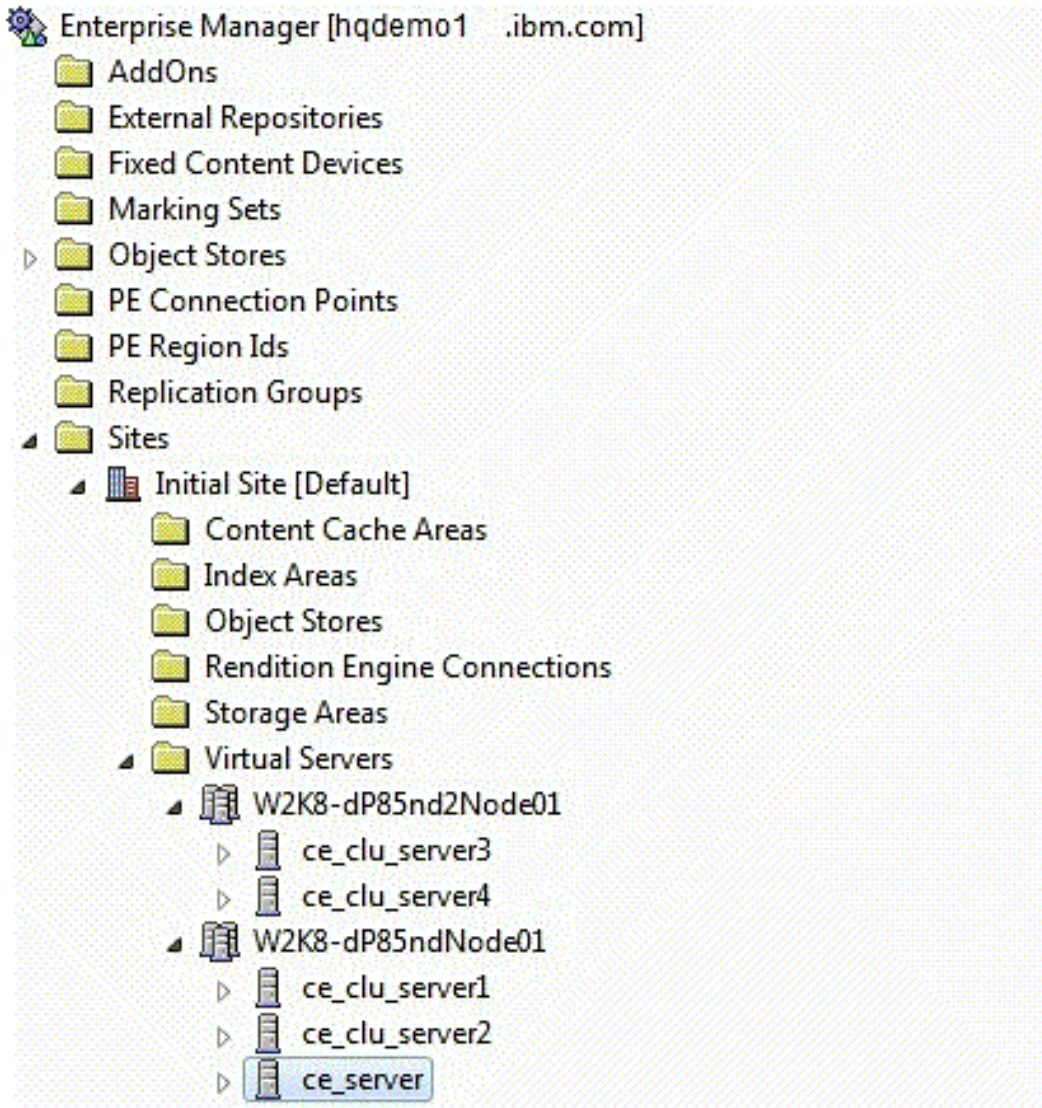 Enterprise Manager [hqdemo1 .ibm.com]
AddOns
External Repositories
Fixed Content Devices
Marking Sets
Object Stores
PE Connection Points
PE Region Ids
Replication Groups
Sites
Initial Site [Default]
Content Cache Areas
Index Areas
Object Stores
Rendition Engine Connections
Storage Areas
Virtual Servers
W2K8-dP85nd2Node01
ce_clu_server3
ce_clu_server4
W2K8-dP85ndNode01
ce_clu_server1
ce_clu_server2
ce_server